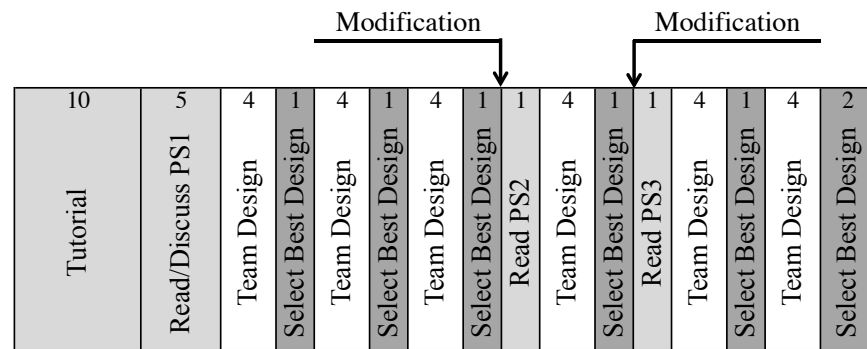 Modification Modification
10 5 4 1 4 1 4 1 1 4 1 1 4 1 4 2
Tutorial
Read/Discuss PS1
Team Design
Select Best Design
Team Design
Select Best Design
Team Design
Select Best Design
Read PS2
Team Design
Select Best Design
Read PS3
Team Design
Select Best Design
Team Design
Select Best Design